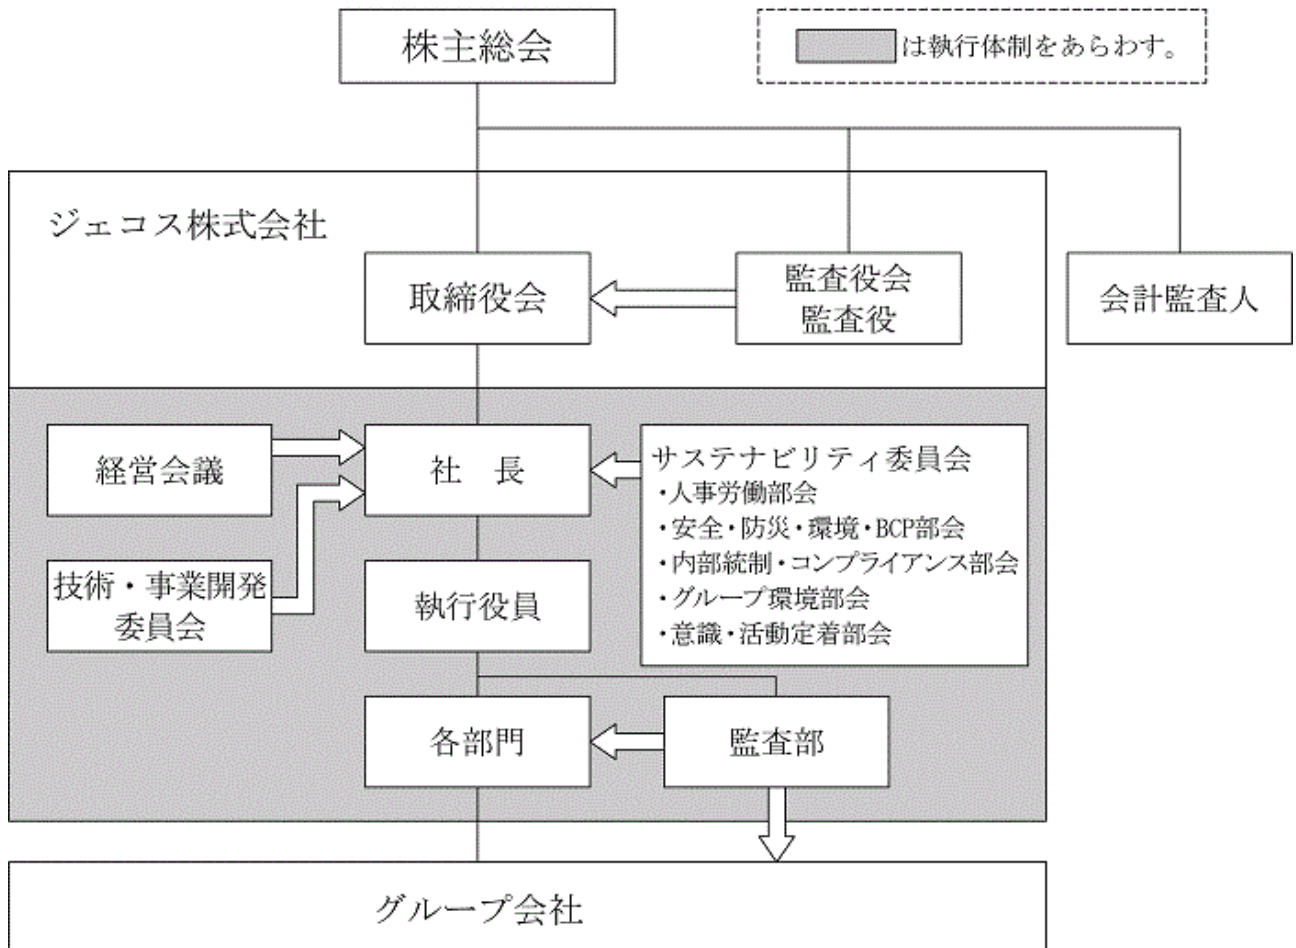 株主総会
は執行体制をあらわす。
ジェコス株式会社
取締役会
監査役会
監査役
会計監査人
経営会議
社　長
サステナビリティ委員会
・人事労働部会
・安全・防災・環境・BCP部会
・内部統制・コンプライアンス部会
・グループ環境部会
・意識・活動定着部会
技術・事業開発
委員会
執行役員
各部門
監査部
グループ会社